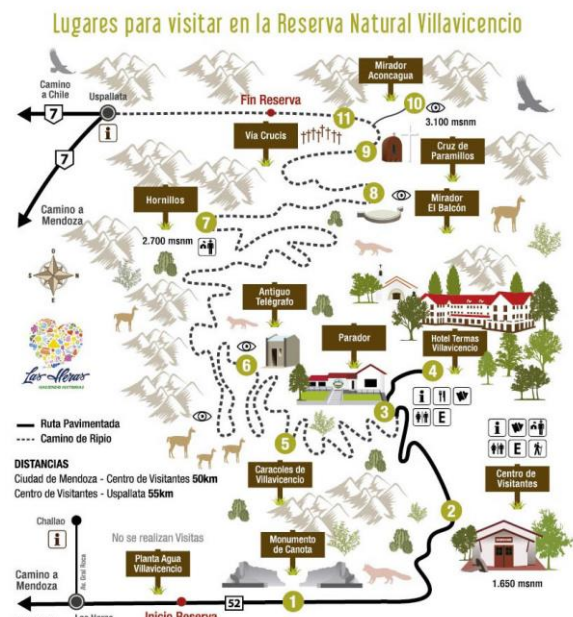 Lugares para visitar en la Reserva Natural Villavicencio
Camino
a Chile
7
Uspallata
i
Fin Reserva
Mirador
Aconcagua
10
3.100 msnm
11
Vía Crucis
9
Cruz de
Paramillos
7
Camino a
Mendoza
Hornillos
7
2.700 msnm
8
Mirador
El Balcón
Las Heras
Antiguo
Telégrafo
6
Parador
Hotel Termas
Villavicencio
4
3
i
E
5
Caracoles de
Villavicencio
Ruta Pavimentada
Camino de Ripio
DISTANCIAS
Ciudad de Mendoza - Centro de Visitantes 50km
Centro de Visitantes - Uspallata 55km
i
E
Centro de
Visitantes
2
1.650 msnm
Challao
i
Av. Gral Roca
No se realizan Visitas
Planta Agua
Villavicencio
Monumento
de Canota
Camino a
Mendoza
Las Heras
Inicio Reserva
52
1